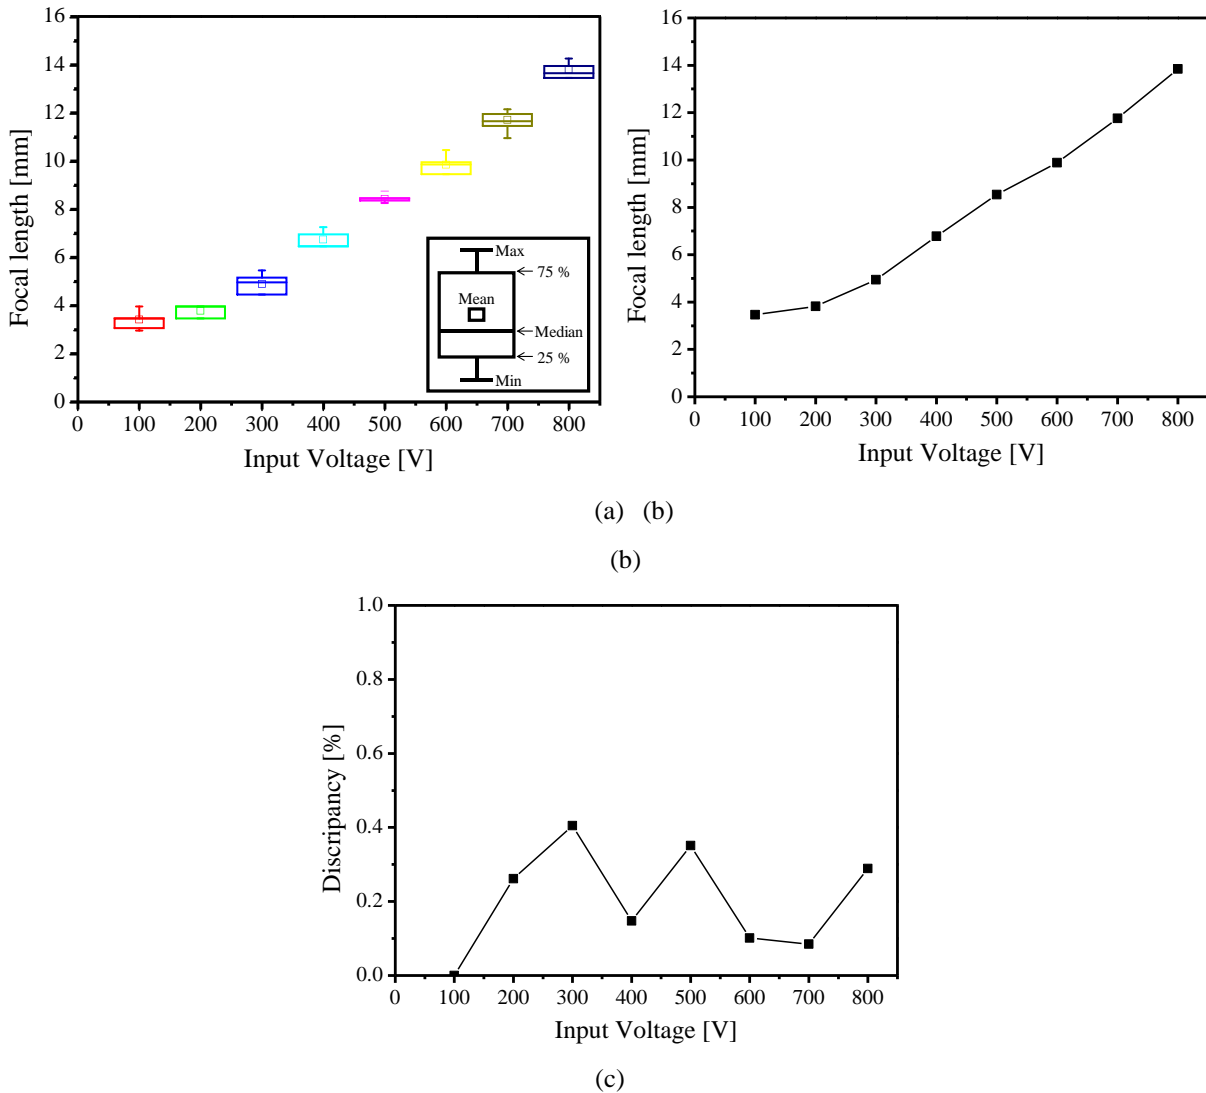 16
14
12
10
8
6
4
2
0
Focal length [mm]
0 100 200 300 400 500 600 700 800
Input Voltage [V]
Max
75 %
Mean
Median
25 %
Min
16
14
12
10
8
6
4
2
0
Focal length [mm]
0 100 200 300 400 500 600 700 800
Input Voltage [V]
(a) (b)
(b)
1.0
0.8
0.6
0.4
0.2
0.0
Discripancy [%]
0 100 200 300 400 500 600 700 800
Input Voltage [V]
(c)